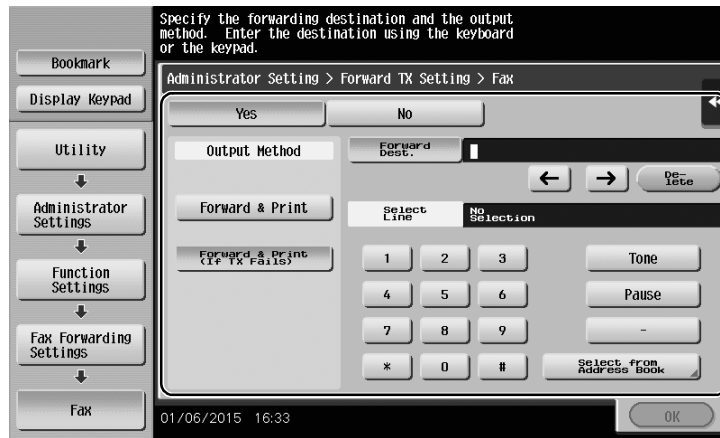 Specify the forwarding destination and the output
method. Enter the destination using the keyboard
or the keypad.
Bookmark
Display Keypad
Utility
Administrator
Settings
Function
Settings
Fax Forwarding
Settings
Fax
Administrator Setting > Forward TX Setting > Fax
Yes
No
Output Method
Forward & Print
Forward & Print
(If TX Fails)
Forward
Dest.
←
→
De-
lete
Select
Line
No
Selection
1 2 3
Tone
4 5 6
Pause
7 8 9
-
* 0 #
Select from
Address Book
01/06/2015 16:33
OK